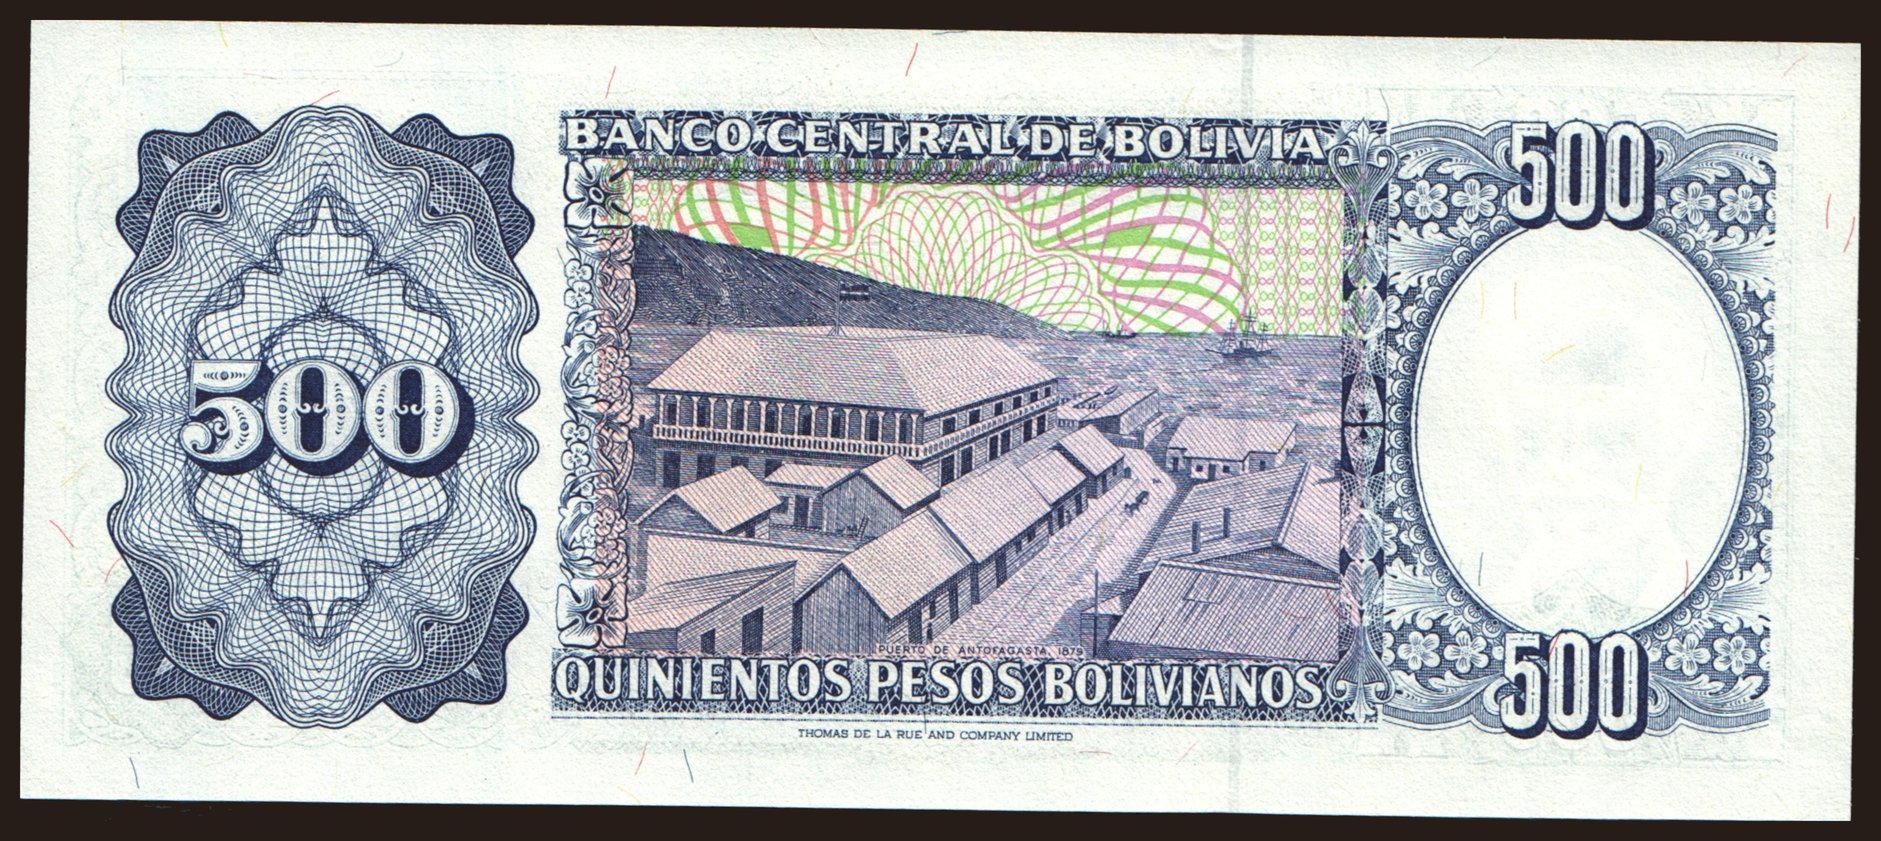 BANCO CENTRAL DE BOLIVIA
500
500
PUERTO DE ANTOFAGASTA, 1879
QUINIENTOS PESOS BOLIVIANOS
500
THOMAS DE LA RUE AND COMPANY LIMITED